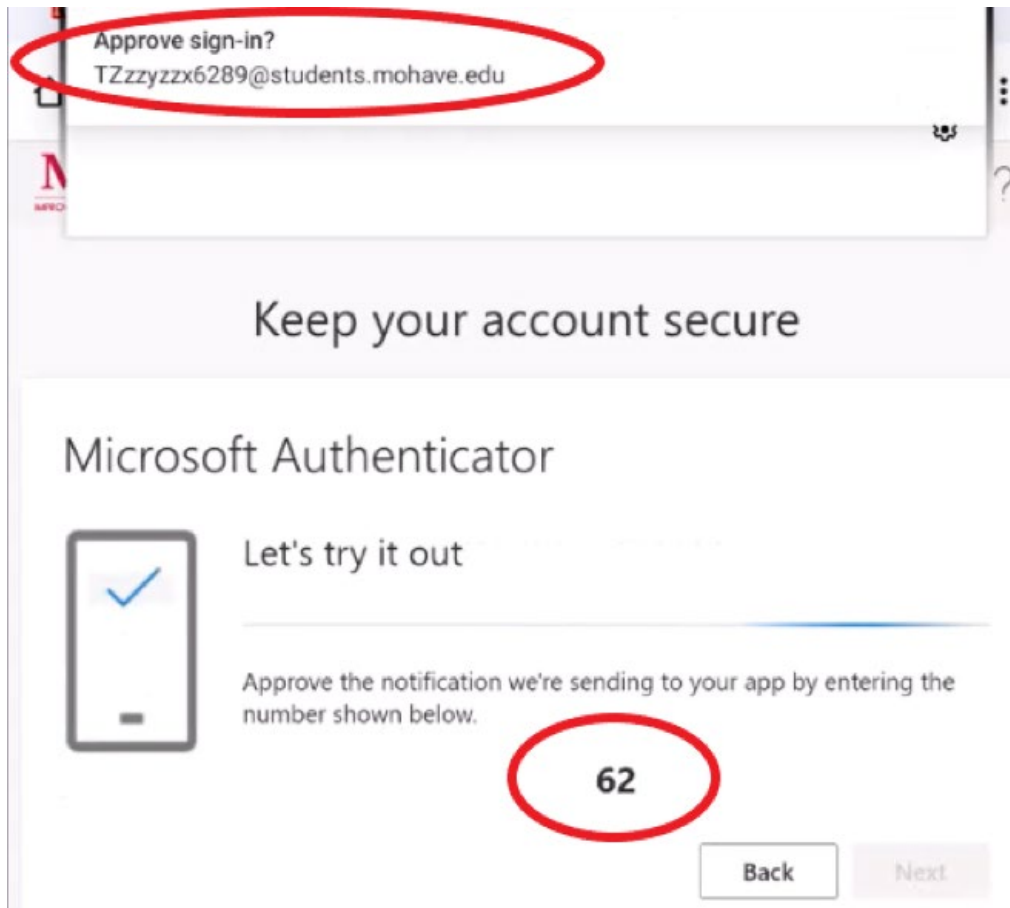 Approve sign-in?
TZzzyzzx6289@students.mohave.edu
M
?
Keep your account secure
Microsoft Authenticator
Let's try it out
Approve the notification we're sending to your app by entering the
number shown below.
62
Back
Next